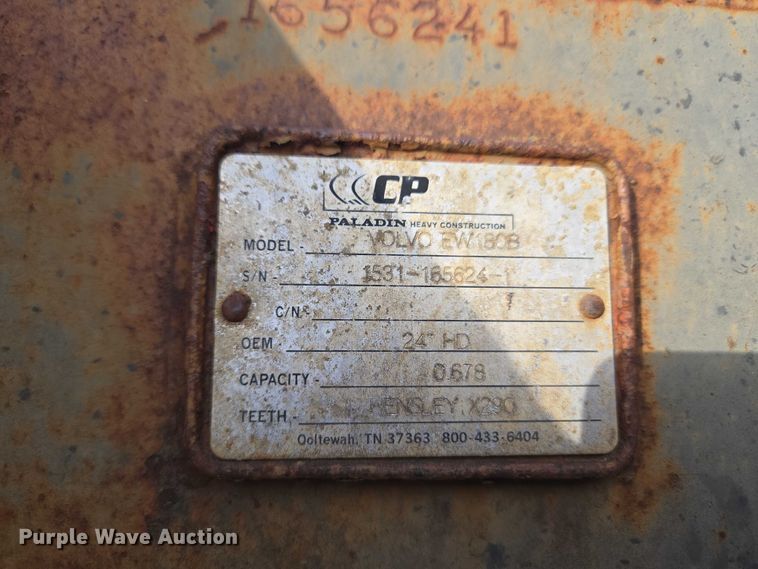 1656241
CP
PALADIN HEAVY CONSTRUCTION
MODEL - VOLVO EW180B
S/N - 1531-165624-1
C/N -
OEM - 24" HD
CAPACITY - 0.678
TEETH - HENSLEY X290
Ooltewah, TN 37363 800-433-6404
Purple Wave Auction